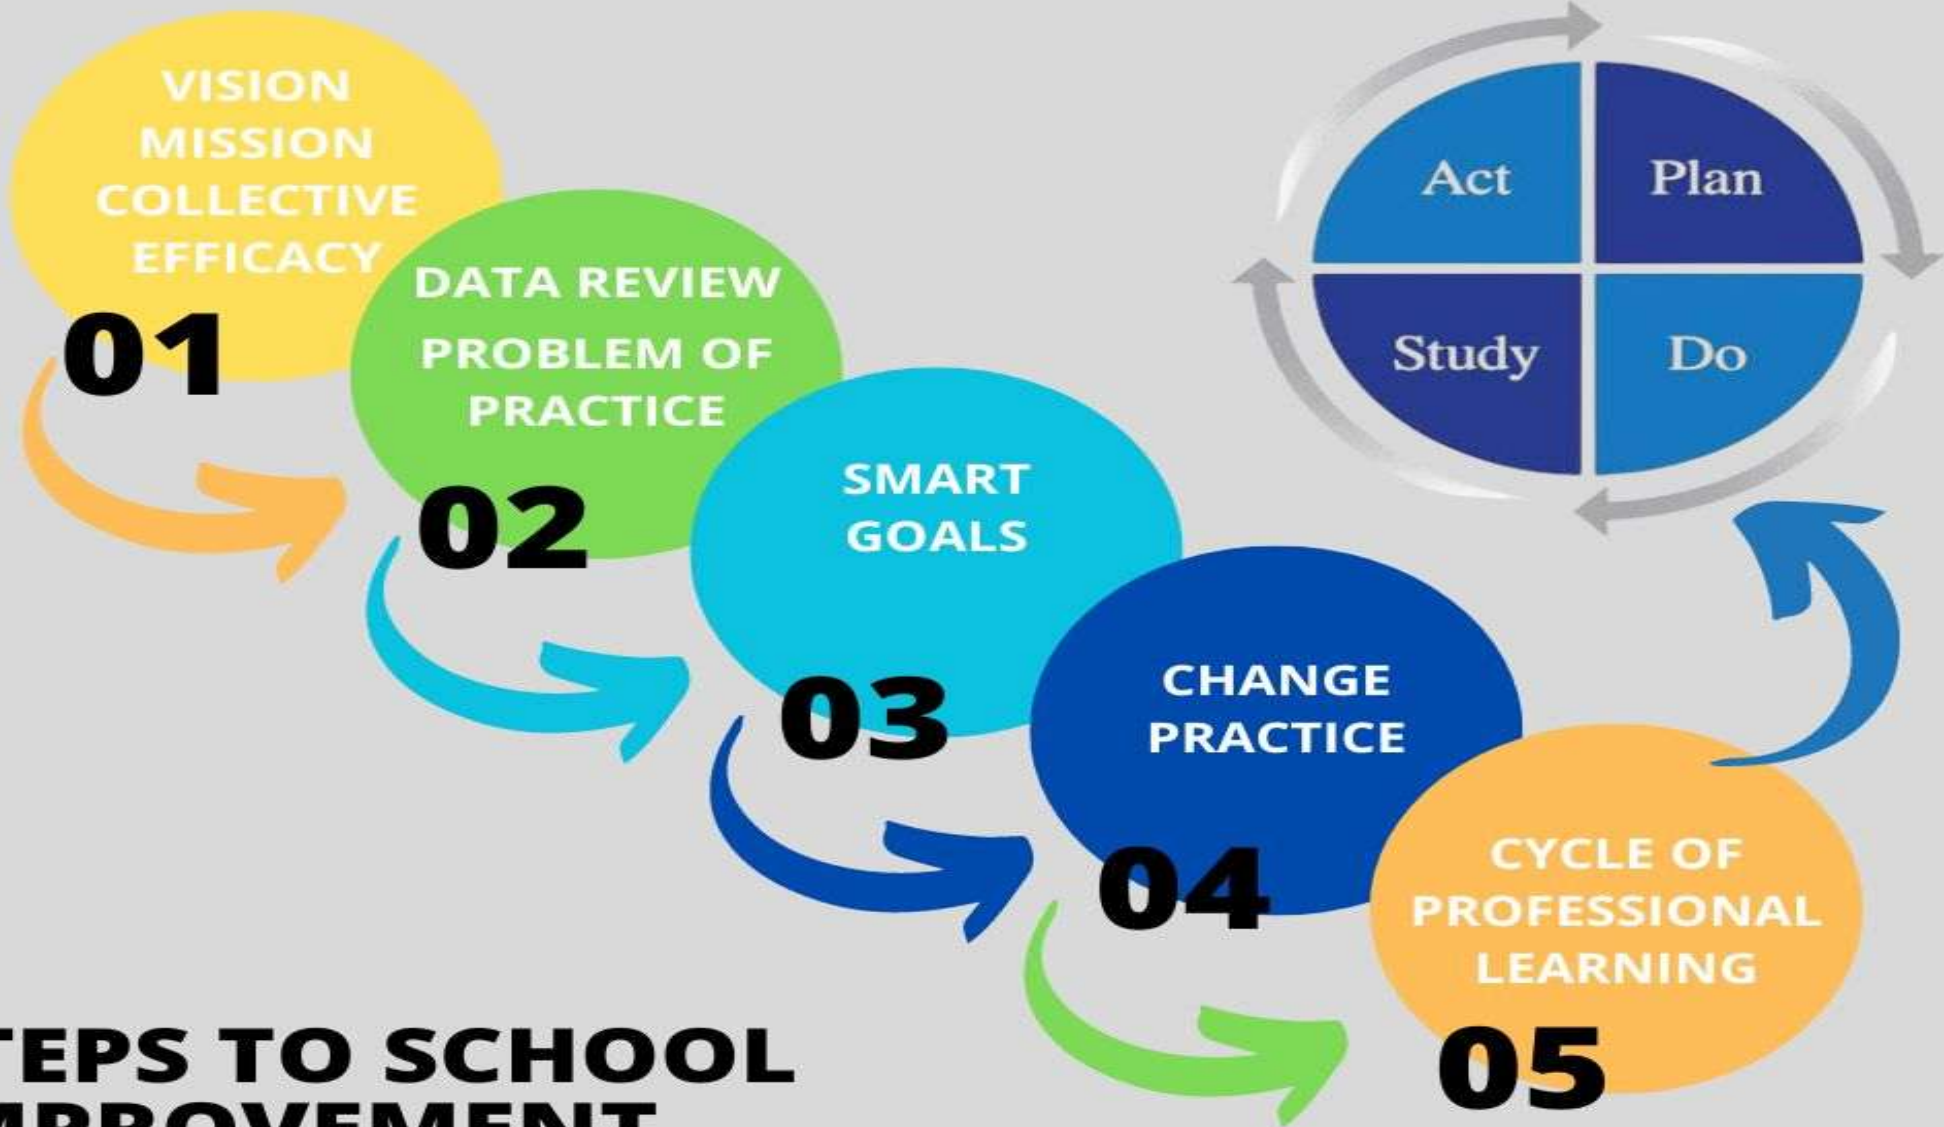 VISION
MISSION
COLLECTIVE
EFFICACY
01
DATA REVIEW
PROBLEM OF
PRACTICE
02
SMART
GOALS
03
CHANGE
PRACTICE
04
CYCLE OF
PROFESSIONAL
LEARNING
05
Act
Plan
Study
Do
TEPS TO SCHOOL
MPROVEMENT